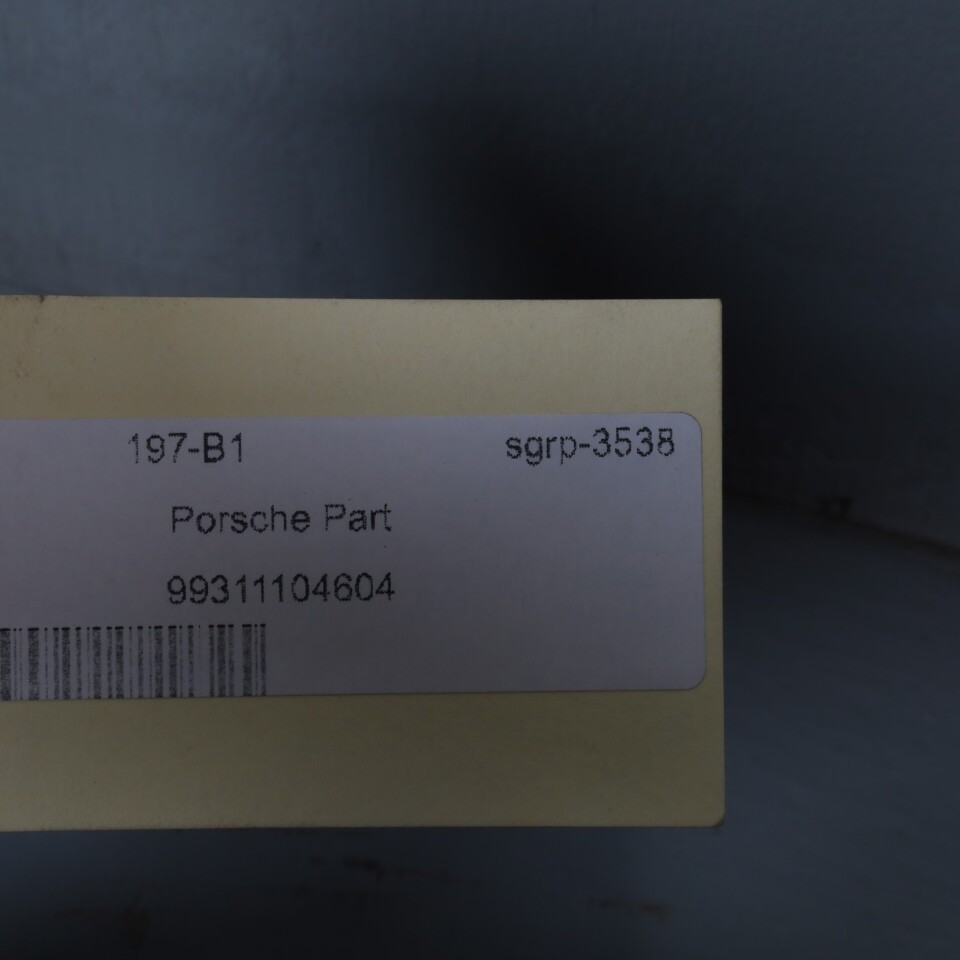 197-B1 sgrp-3538
Porsche Part
99311104604